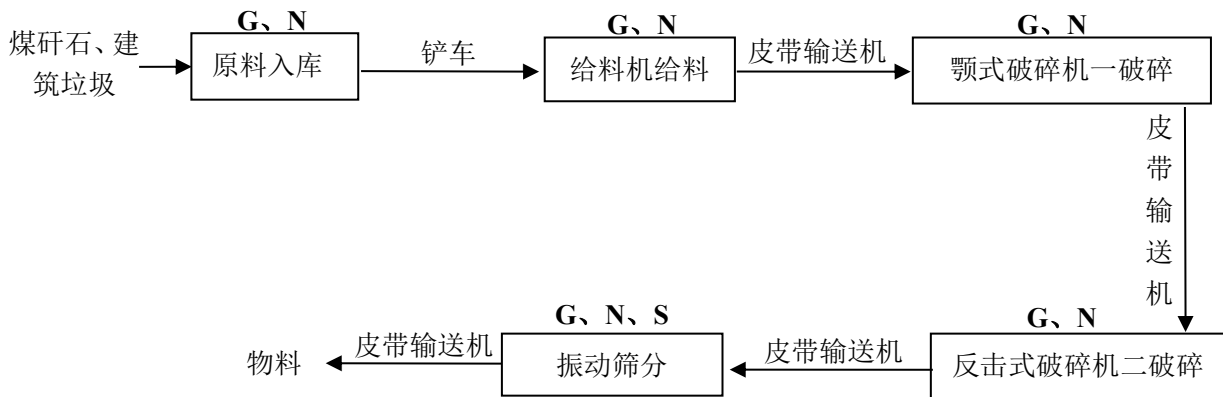 G、N
G、N
G、N
煤矸石、建
筑垃圾
原料入库
铲车
给料机给料
皮带输送机
颚式破碎机一破碎
皮带输送机
G、N
反击式破碎机二破碎
皮带输送机
G、N、S
振动筛分
皮带输送机
物料